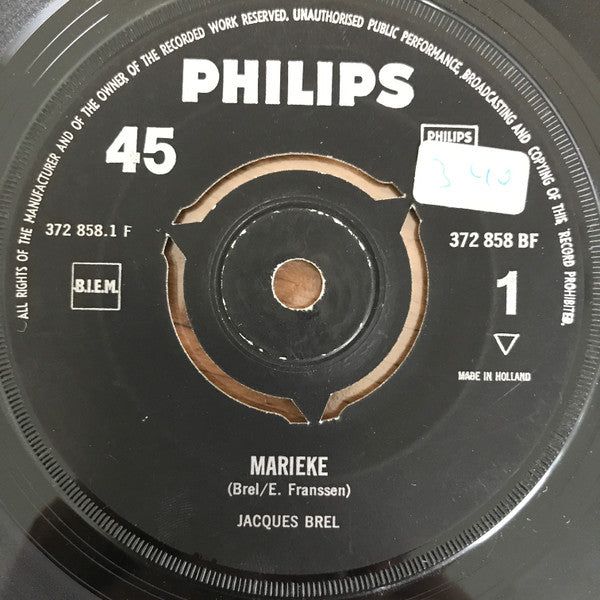 ALL RIGHTS OF THE MANUFACTURER AND OF THE OWNER OF THE RECORDED WORK RESERVED. UNAUTHORISED PUBLIC PERFORMANCE, BROADCASTING AND COPYING OF THIS RECORD PROHIBITED.
PHILIPS
45
PHILIPS
3 40
372 858.1 F
372 858 BF
B.I.E.M.
1
MADE IN HOLLAND
MARIEKE
(Brel/E. Franssen)
JACQUES BREL